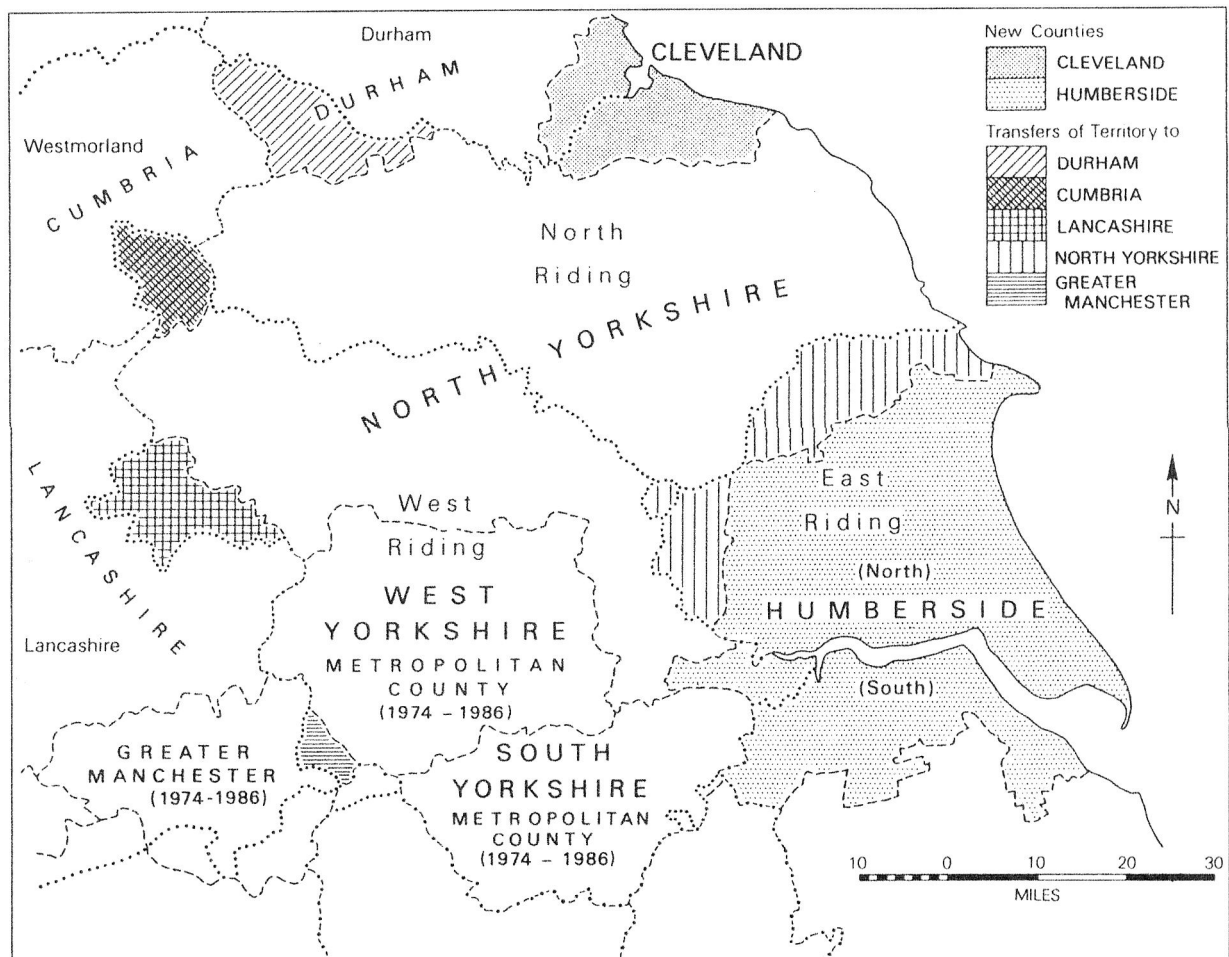 Durham
DURHAM
CLEVELAND
Westmorland
CUMBRIA
North
Riding
NORTH YORKSHIRE
LANCASHIRE
Lancashire
West
Riding
WEST
YORKSHIRE
METROPOLITAN
COUNTY
(1974 – 1986)
East
Riding
(North)
HUMBERSIDE
(South)
GREATER
MANCHESTER
(1974-1986)
SOUTH
YORKSHIRE
METROPOLITAN
COUNTY
(1974 – 1986)
New Counties
CLEVELAND
HUMBERSIDE
Transfers of Territory to
DURHAM
CUMBRIA
LANCASHIRE
NORTH YORKSHIRE
GREATER
MANCHESTER
N
10 0 10 20 30
MILES